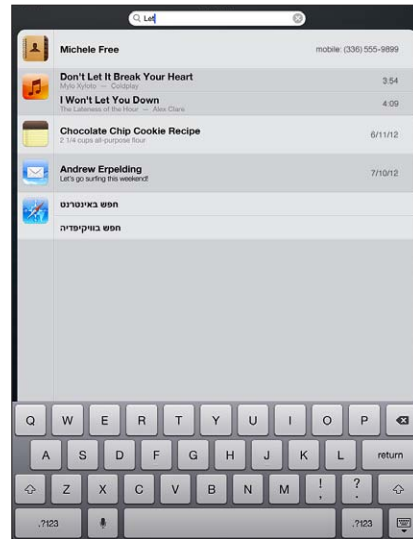 Let
Michele Free
mobile: (336) 555-9899
Don't Let It Break Your Heart
Mylo Xyloto — Coldplay
3:54
I Won't Let You Down
The Lateness of the Hour — Alex Clare
4:09
Chocolate Chip Cookie Recipe
2 1/4 cups all-purpose flour
6/11/12
Andrew Erpelding
Let's go surfing this weekend!
7/10/12
חפש באינטרנט
חפש בוויקיפדיה
Q W E R T Y U I O P
A S D F G H J K L return
Z X C V B N M ! , ? .
.?123 .?123